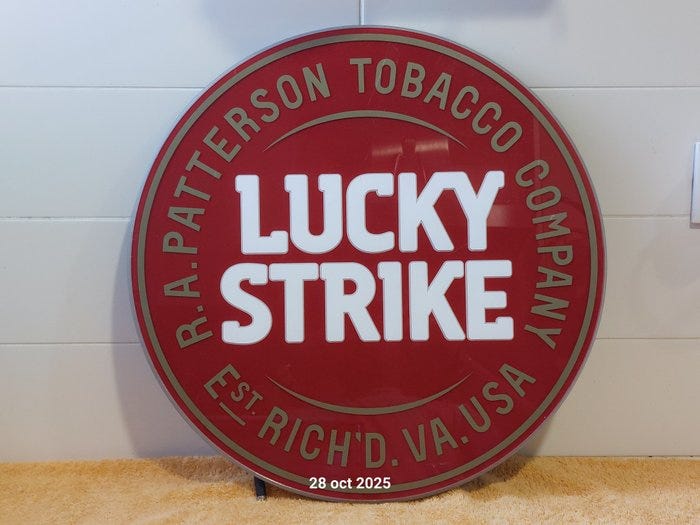 R.A.PATTERSON TOBACCO COMPANY
LUCKY
STRIKE
EST. RICH'D. VA. USA
28 oct 2025